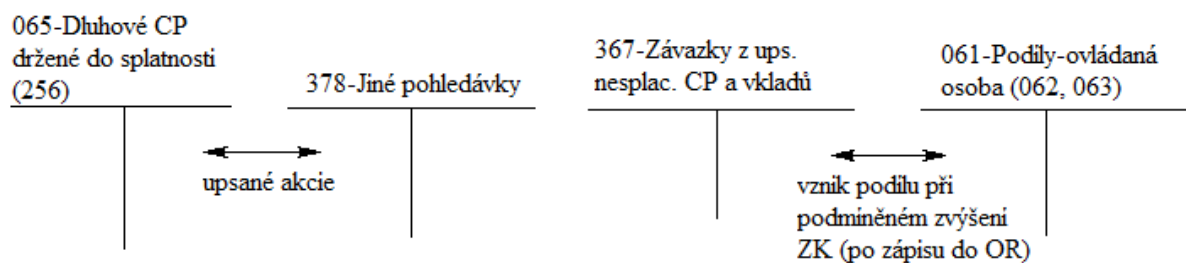 065-Dluhové CP
držené do splatnosti
(256)
378-Jiné pohledávky
367-Závazky z ups.
nesplac. CP a vkladů
061-Podíly-ovládaná
osoba (062, 063)
upsané akcie
vznik podílu při
podmíněném zvýšení
ZK (po zápisu do OR)